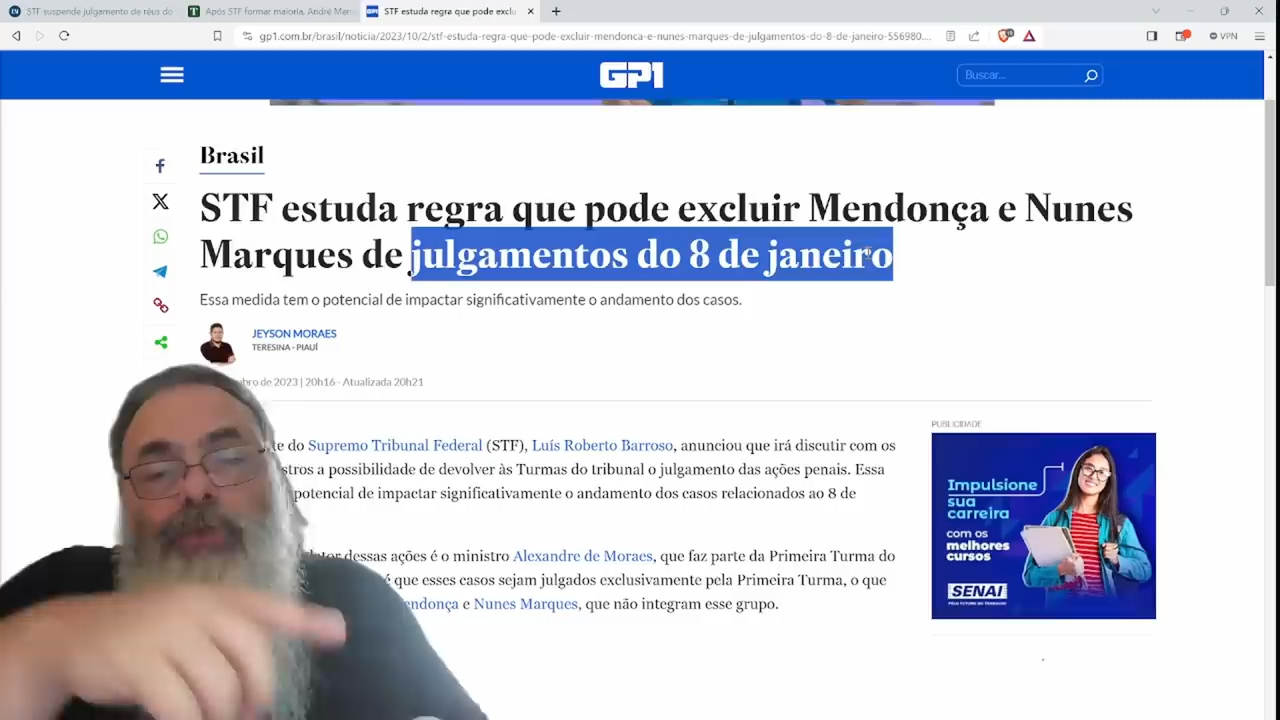 STF suspende julgamento de réus do
Após STF formar maioria, André Men
STF estuda regra que pode exclu
gp1.com.br/brasil/noticia/2023/10/2/stf-estuda-regra-que-pode-excluir-mendonca-e-nunes-marques-de-julgamentos-do-8-de-janeiro-556980....
VPN
GP1
Buscar...
Brasil
STF estuda regra que pode excluir Mendonça e Nunes
Marques de julgamentos do 8 de janeiro
Essa medida tem o potencial de impactar significativamente o andamento dos casos.
JEYSON MORAES
TERESINA - PIAUÍ
bro de 2023 | 20h16 - Atualizada 20h21
te do Supremo Tribunal Federal (STF), Luís Roberto Barroso, anunciou que irá discutir com os
stros a possibilidade de devolver às Turmas do tribunal o julgamento das ações penais. Essa
potencial de impactar significativamente o andamento dos casos relacionados ao 8 de
dessas ações é o ministro Alexandre de Moraes, que faz parte da Primeira Turma do
é que esses casos sejam julgados exclusivamente pela Primeira Turma, o que
endonça e Nunes Marques, que não integram esse grupo.
PUBLICIDADE
Impulsione
sua
carreira
com os
melhores
cursos
SENAI